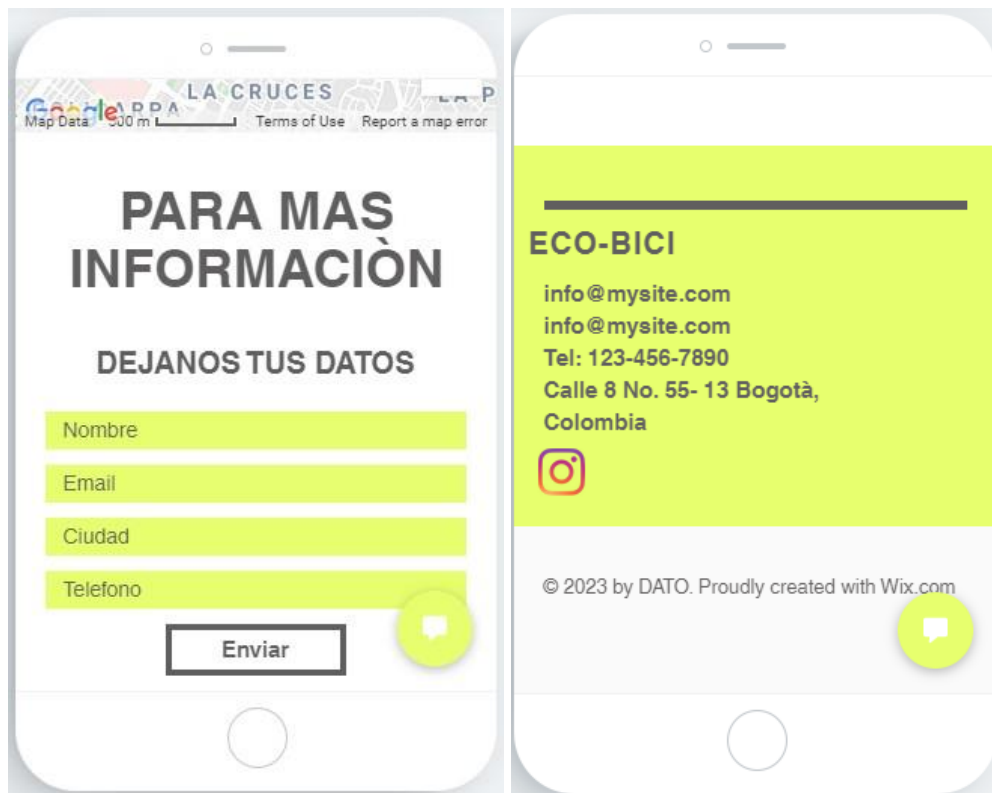 LA CRUCES
LA P
Google
Map Data
500 m
Terms of Use
Report a map error
PARA MAS
INFORMACIÒN
DEJANOS TUS DATOS
Nombre
Email
Ciudad
Telefono
Enviar
ECO-BICI
info@mysite.com
info@mysite.com
Tel: 123-456-7890
Calle 8 No. 55- 13 Bogotà,
Colombia
© 2023 by DATO. Proudly created with Wix.com